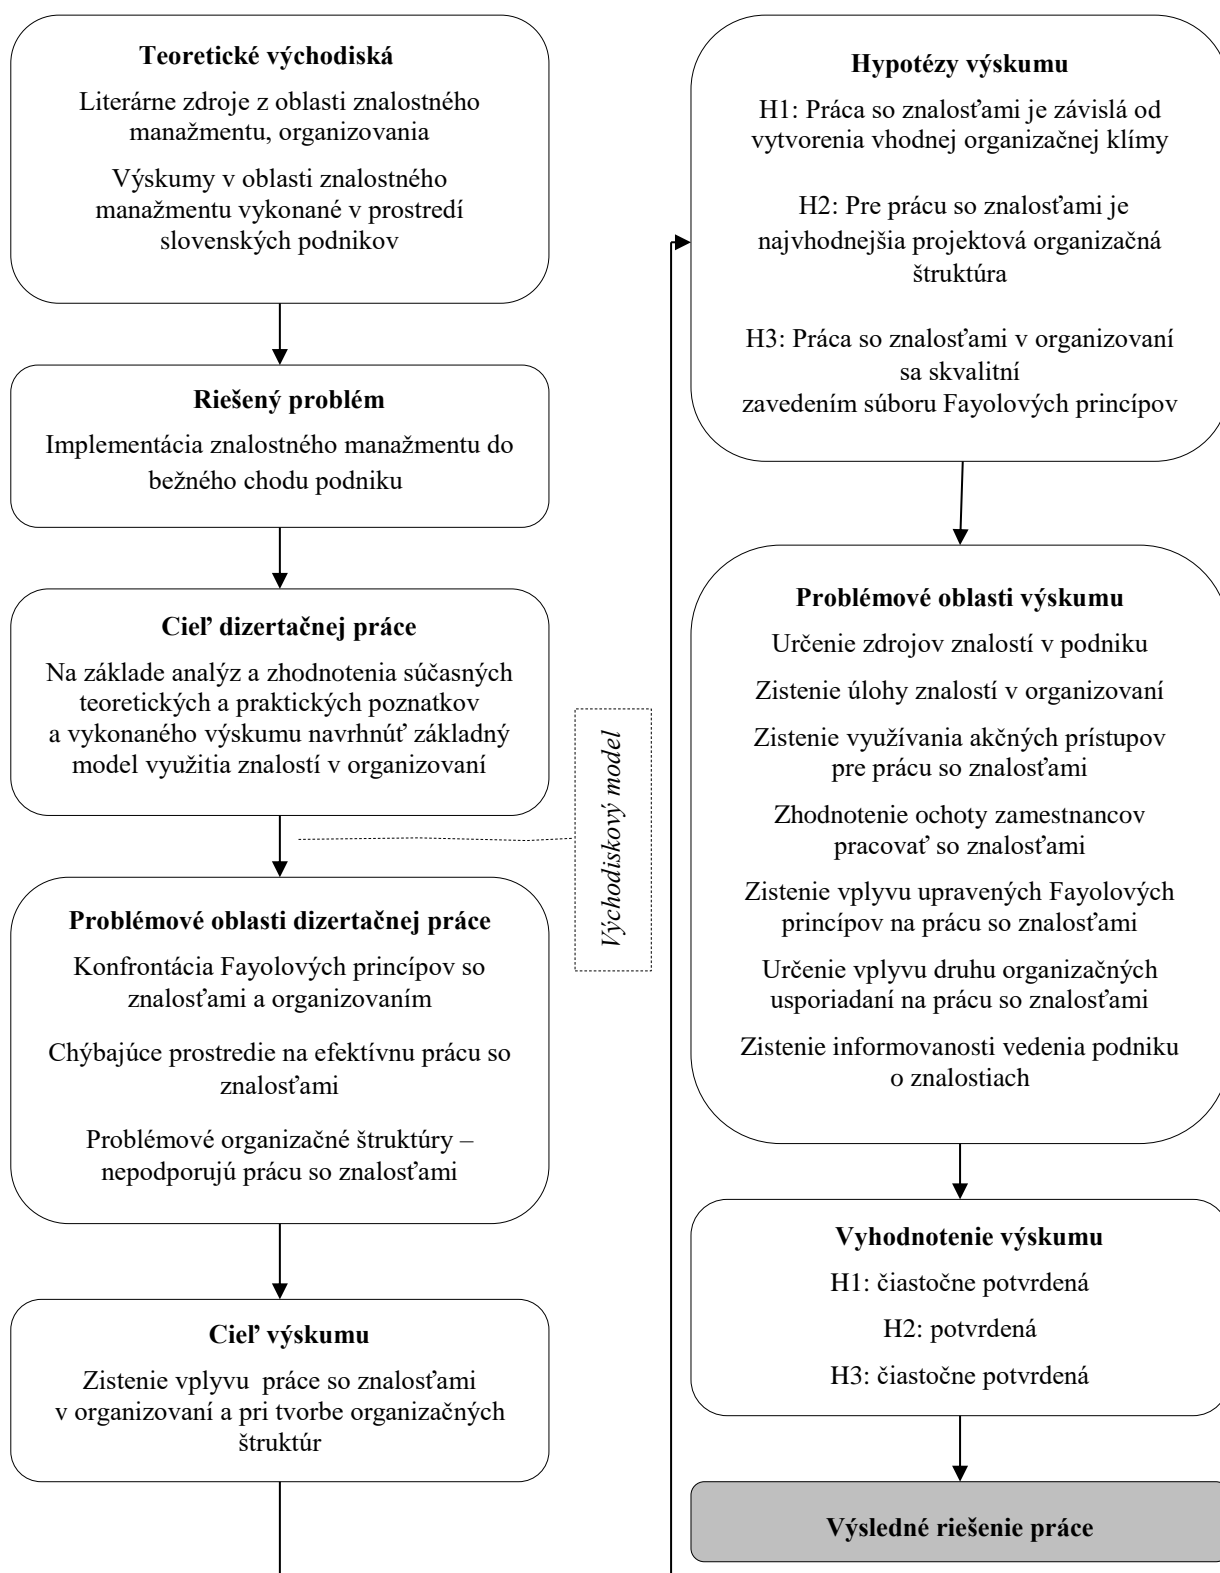 Teoretické východiská
Literárne zdroje z oblasti znalostného
manažmentu, organizovania
Výskumy v oblasti znalostného
manažmentu vykonané v prostredí
slovenských podnikov
Riešený problém
Implementácia znalostného manažmentu do
bežného chodu podniku
Cieľ dizertačnej práce
Na základe analýz a zhodnotenia súčasných
teoretických a praktických poznatkov
a vykonaného výskumu navrhnúť základný
model využitia znalostí v organizovaní
Východiskový model
Problémové oblasti dizertačnej práce
Konfrontácia Fayolových princípov so
znalosťami a organizovaním
Chýbajúce prostredie na efektívnu prácu so
znalosťami
Problémové organizačné štruktúry –
nepodporujú prácu so znalosťami
Cieľ výskumu
Zistenie vplyvu  práce so znalosťami
v organizovaní a pri tvorbe organizačných
štruktúr
Hypotézy výskumu
H1: Práca so znalosťami je závislá od
vytvorenia vhodnej organizačnej klímy
H2: Pre prácu so znalosťami je
najvhodnejšia projektová organizačná
štruktúra
H3: Práca so znalosťami v organizovaní
sa skvalitní
zavedením súboru Fayolových princípov
Problémové oblasti výskumu
Určenie zdrojov znalostí v podniku
Zistenie úlohy znalostí v organizovaní
Zistenie využívania akčných prístupov
pre prácu so znalosťami
Zhodnotenie ochoty zamestnancov
pracovať so znalosťami
Zistenie vplyvu upravených Fayolových
princípov na prácu so znalosťami
Určenie vplyvu druhu organizačných
usporiadaní na prácu so znalosťami
Zistenie informovanosti vedenia podniku
o znalostiach
Vyhodnotenie výskumu
H1: čiastočne potvrdená
H2: potvrdená
H3: čiastočne potvrdená
Výsledné riešenie práce